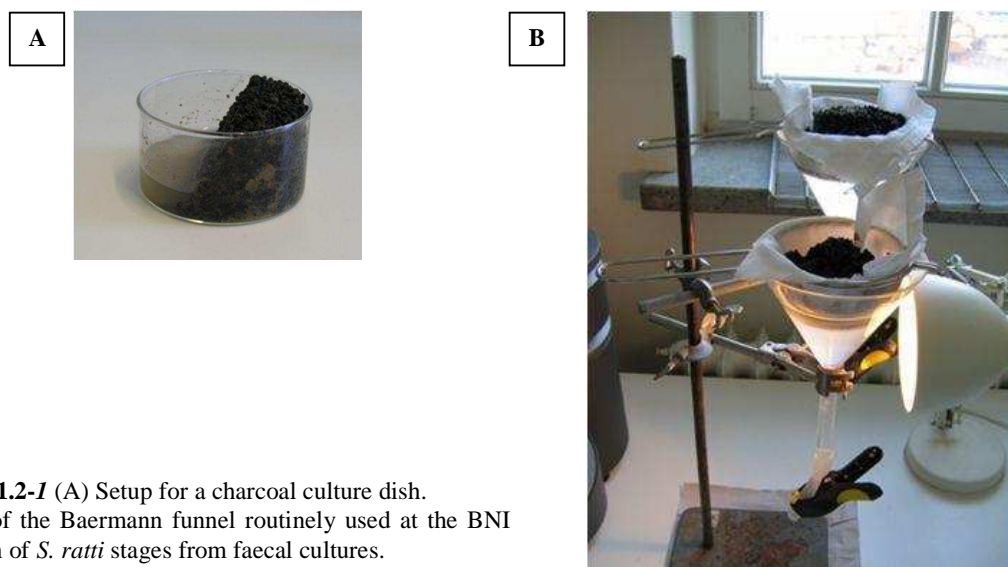 A
B
1.2-1 (A) Setup for a charcoal culture dish.
of the Baermann funnel routinely used at the BNI
of S. ratti stages from faecal cultures.